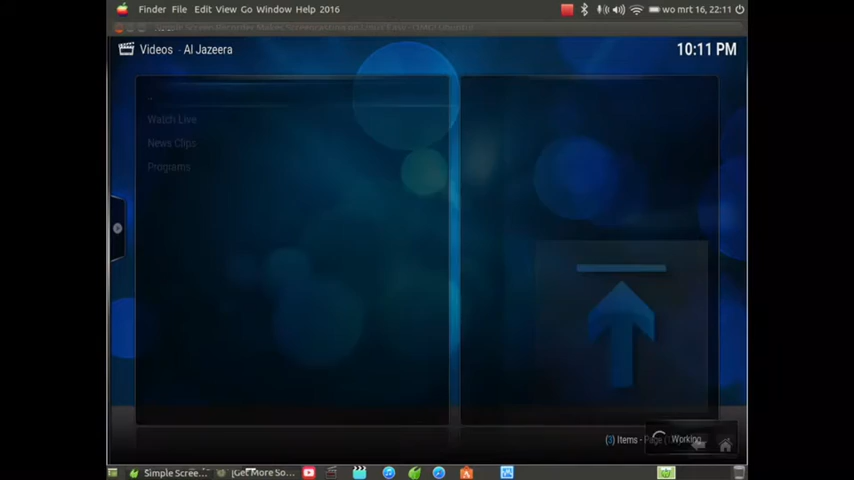 Finder File Edit View Go Window Help 2016
wo mrt 16, 22:11
Videos - Al Jazeera
10:11 PM
..
Watch Live
News Clips
Programs
(3) Items - Page
Working
Simple Scree...
[Get More So...